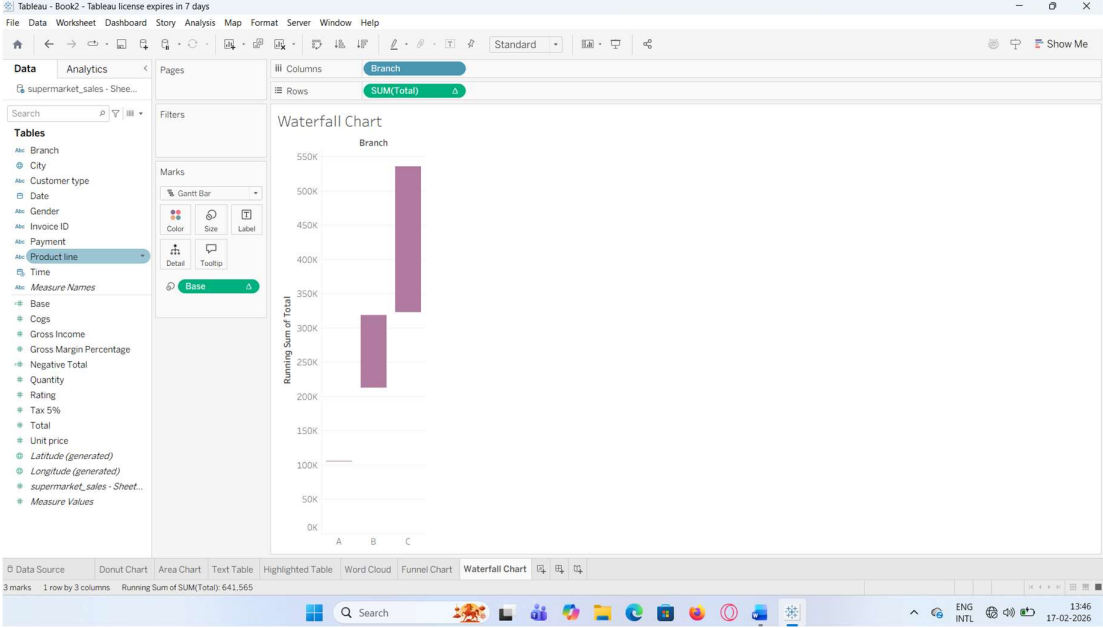 Tableau - Book2 - Tableau license expires in 7 days
File Data Worksheet Dashboard Story Analysis Map Format Server Window Help
Standard
Show Me
Data Analytics
Pages
Columns Branch
supermarket_sales - Shee...
Rows SUM(Total)
Search
Filters
Waterfall Chart
Tables
Branch
City
Customer type
Date
Gender
Invoice ID
Payment
Product line
Time
Measure Names
Base
Cogs
Gross Income
Gross Margin Percentage
Negative Total
Quantity
Rating
Tax 5%
Total
Unit price
Latitude (generated)
Longitude (generated)
supermarket_sales - Sheet...
Measure Values
Marks
Gantt Bar
Color Size Label
Detail Tooltip
Base
Branch
Running Sum of Total
550K
500K
450K
400K
350K
300K
250K
200K
150K
100K
50K
0K
A B C
Data Source Donut Chart Area Chart Text Table Highlighted Table Word Cloud Funnel Chart Waterfall Chart
3 marks 1 row by 3 columns Running Sum of SUM(Total): 641,565
Search
ENG
INTL
13:46
17-02-2026